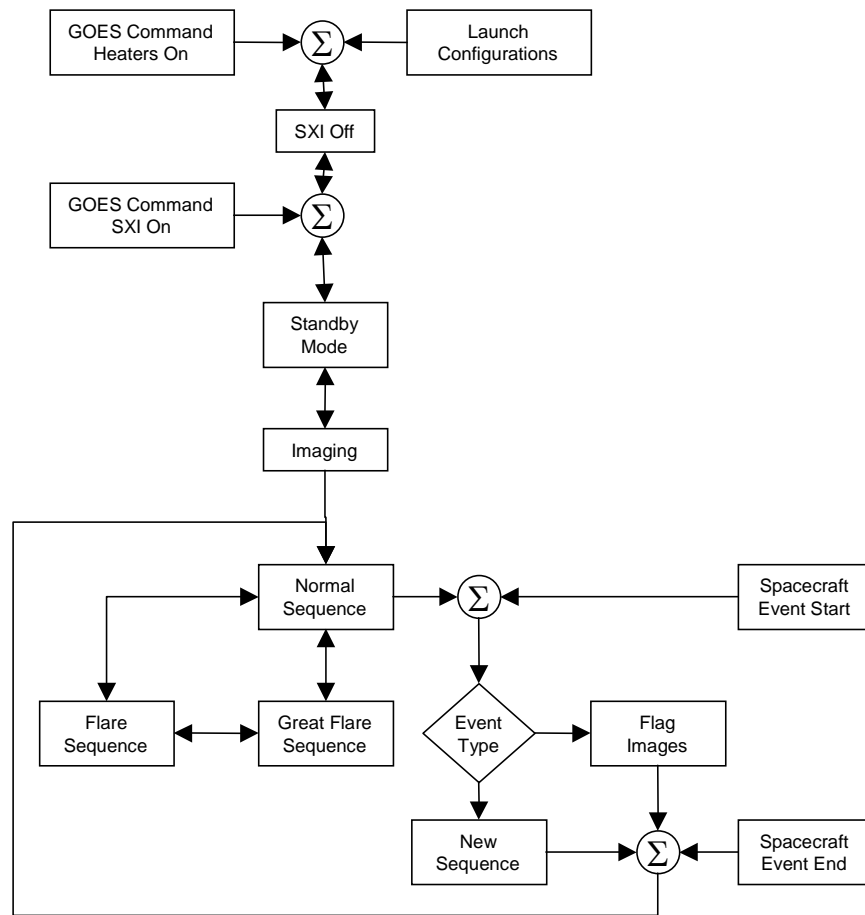 GOES Command
Heaters On
Σ
Launch
Configurations
SXI Off
GOES Command
SXI On
Σ
Standby
Mode
Imaging
Normal
Sequence
Σ
Spacecraft
Event Start
Flare
Sequence
Great Flare
Sequence
Event
Type
Flag
Images
New
Sequence
Σ
Spacecraft
Event End